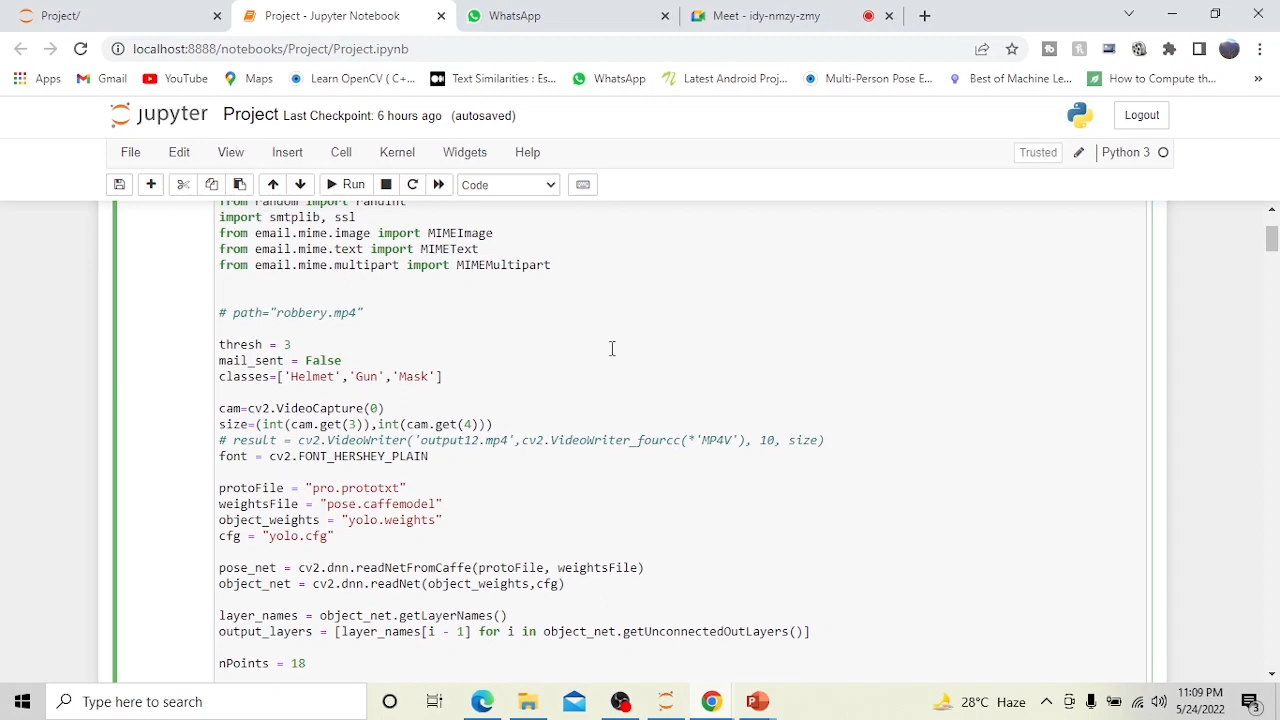 Project/
Project - Jupyter Notebook
WhatsApp
Meet - idy-nmzy-zmy
localhost:8888/notebooks/Project/Project.ipynb
Apps
Gmail
YouTube
Maps
Learn OpenCV ( C+...
Text Similarities : Es...
WhatsApp
Latest Android Proj...
Multi-Person Pose E...
Best of Machine Le...
How to Compute th...
»
jupyter Project Last Checkpoint: 6 hours ago (autosaved)
Logout
File Edit View Insert Cell Kernel Widgets Help
Trusted
Python 3
Run
Code
from random import randint
import smtplib, ssl
from email.mime.image import MIMEImage
from email.mime.text import MIMEText
from email.mime.multipart import MIMEMultipart
# path="robbery.mp4"
thresh = 3
mail_sent = False
classes=['Helmet','Gun','Mask']
cam=cv2.VideoCapture(0)
size=(int(cam.get(3)),int(cam.get(4)))
# result = cv2.VideoWriter('output12.mp4',cv2.VideoWriter_fourcc(*'MP4V'), 10, size)
font = cv2.FONT_HERSHEY_PLAIN
protoFile = "pro.prototxt"
weightsFile = "pose.caffemodel"
object_weights = "yolo.weights"
cfg = "yolo.cfg"
pose_net = cv2.dnn.readNetFromCaffe(protoFile, weightsFile)
object_net = cv2.dnn.readNet(object_weights,cfg)
layer_names = object_net.getLayerNames()
output_layers = [layer_names[i - 1] for i in object_net.getUnconnectedOutLayers()]
nPoints = 18
Type here to search
28°C Haze
11:09 PM
5/24/2022
3